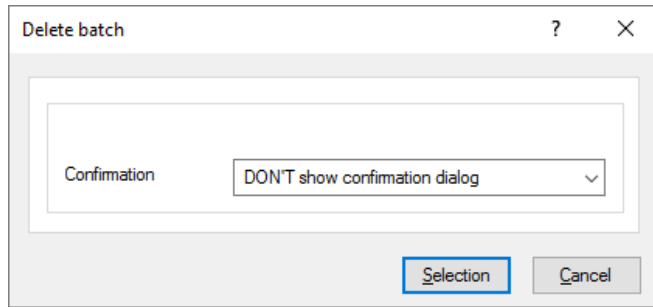 Delete batch ?
Confirmation DON'T show confirmation dialog
Selection Cancel